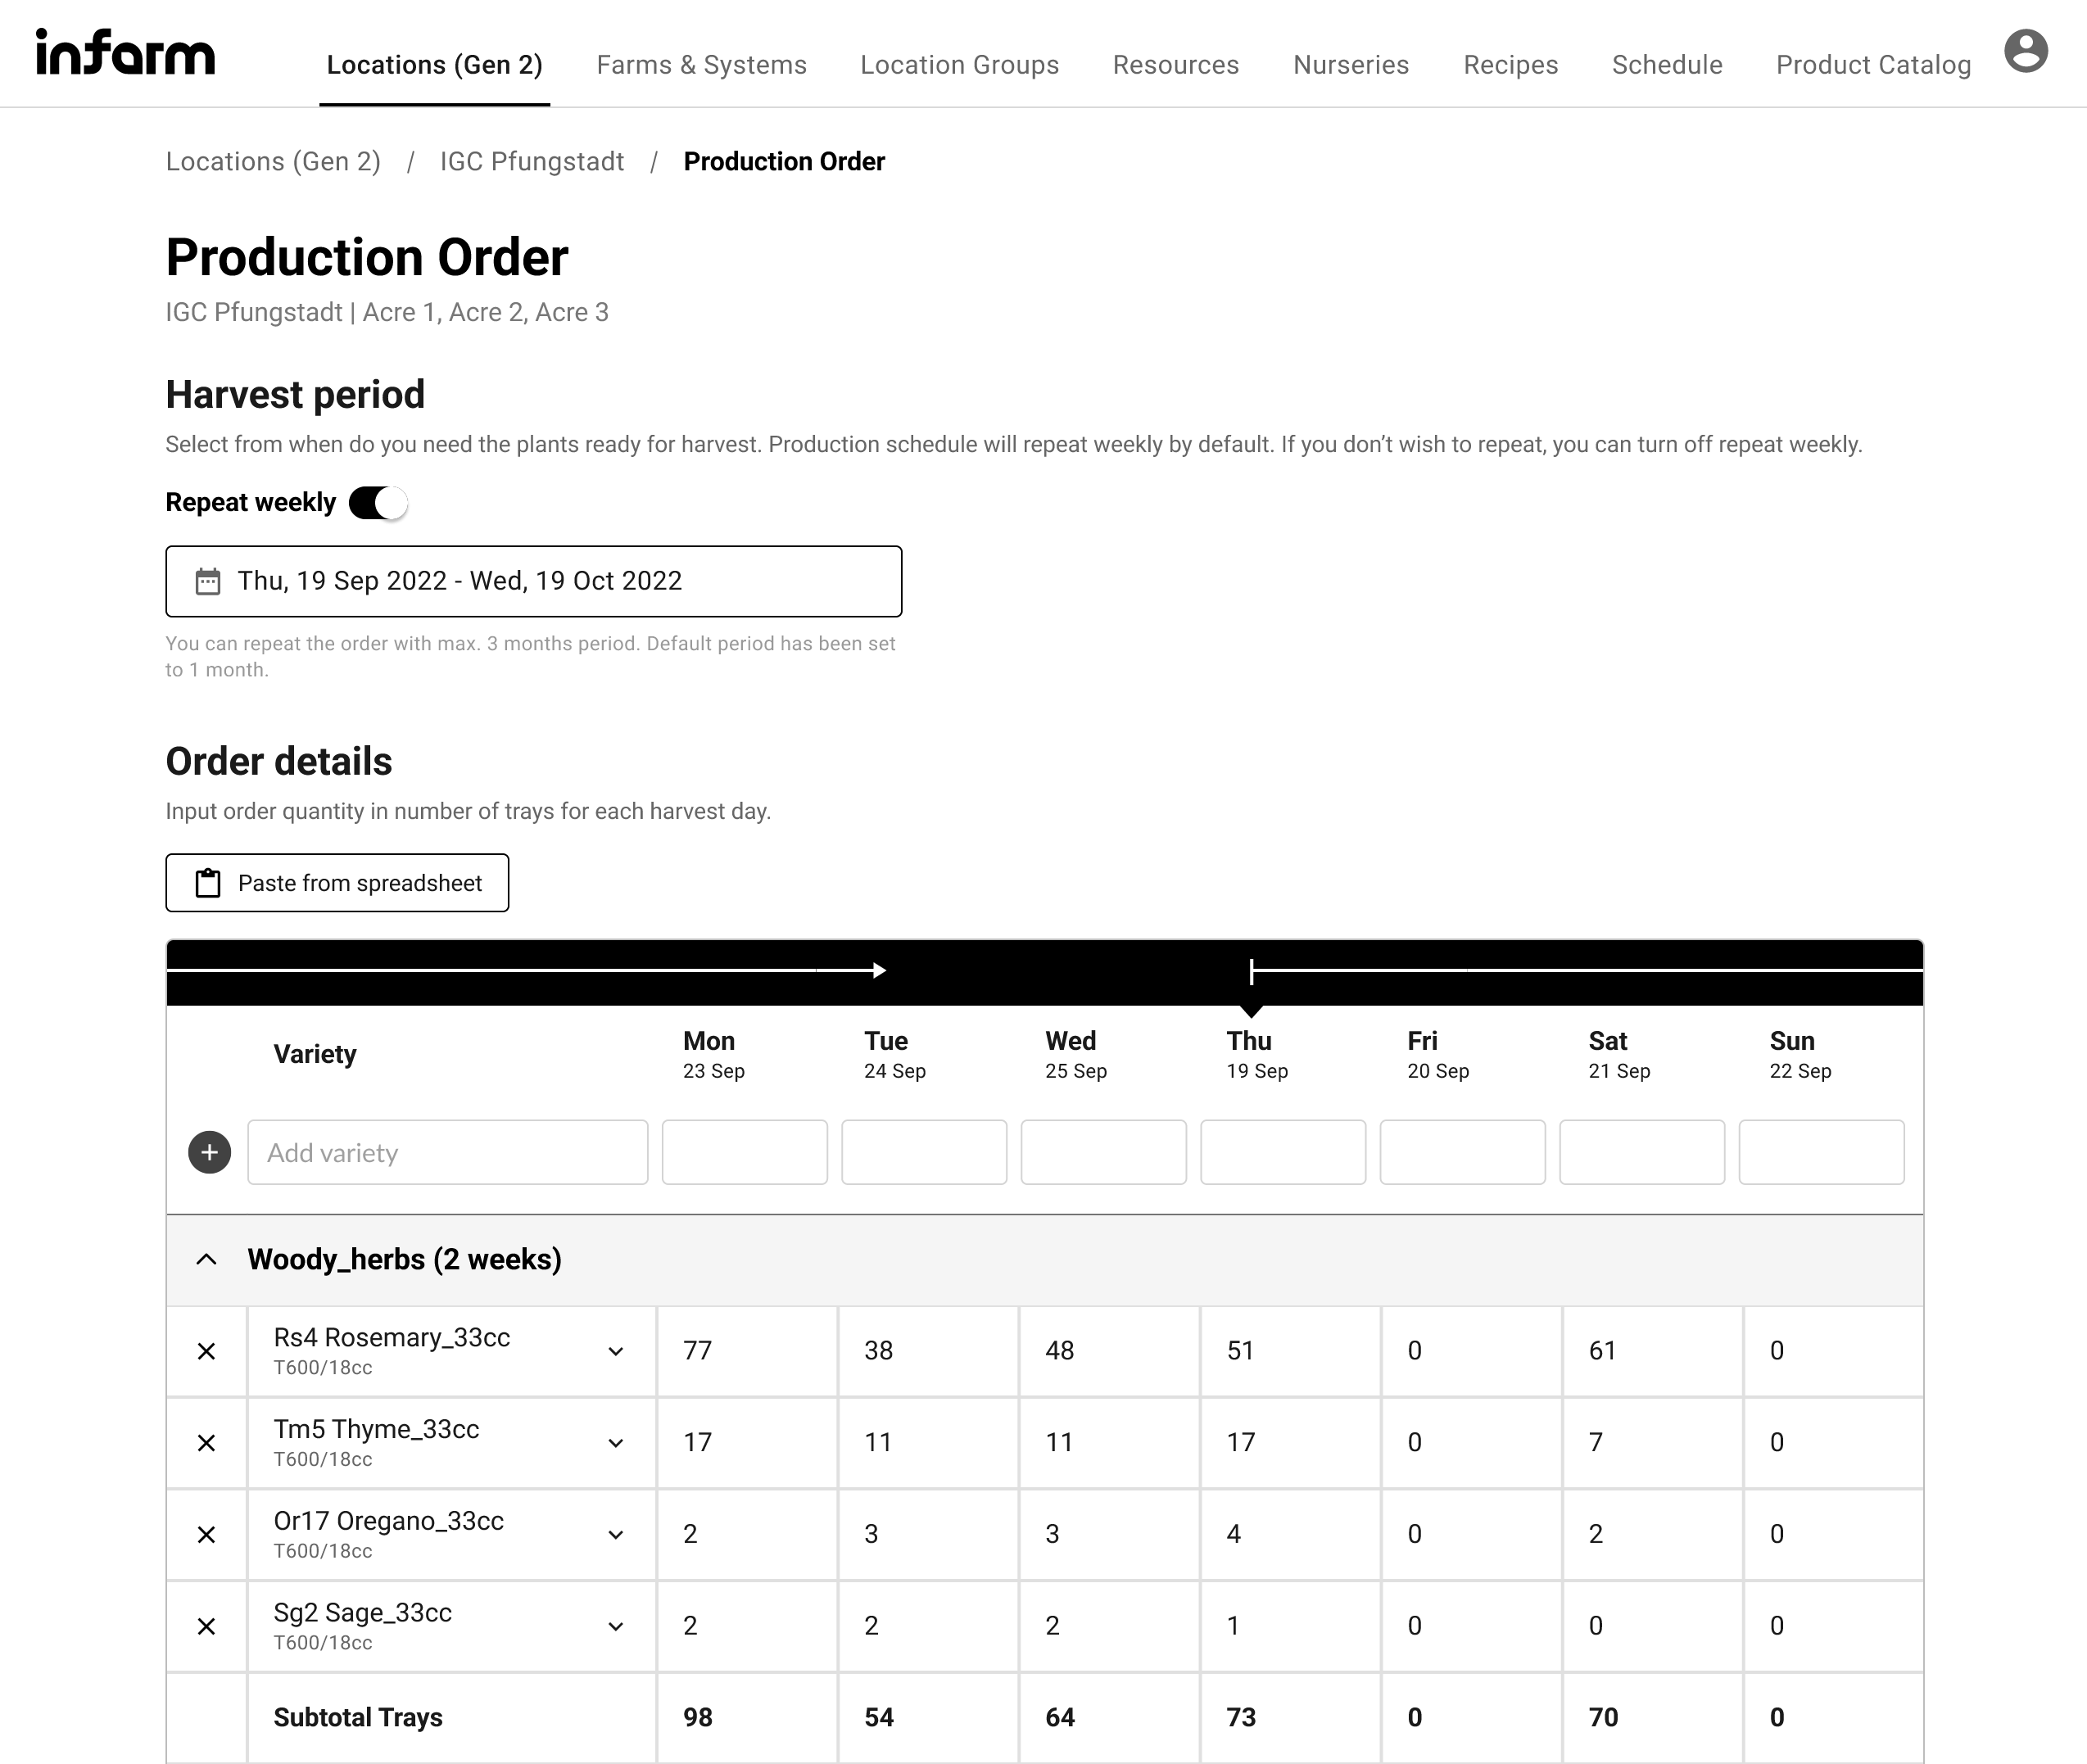 infarm
Locations (Gen 2) Farms & Systems Location Groups Resources Nurseries Recipes Schedule Product Catalog
Locations (Gen 2) / IGC Pfungstadt / Production Order
Production Order
IGC Pfungstadt | Acre 1, Acre 2, Acre 3
Harvest period
Select from when do you need the plants ready for harvest. Production schedule will repeat weekly by default. If you don’t wish to repeat, you can turn off repeat weekly.
Repeat weekly
Thu, 19 Sep 2022 - Wed, 19 Oct 2022
You can repeat the order with max. 3 months period. Default period has been set
to 1 month.
Order details
Input order quantity in number of trays for each harvest day.
Paste from spreadsheet
Variety Mon Tue Wed Thu Fri Sat Sun
23 Sep 24 Sep 25 Sep 19 Sep 20 Sep 21 Sep 22 Sep
Add variety
Woody_herbs (2 weeks)
Rs4 Rosemary_33cc 77 38 48 51 0 61 0
T600/18cc
Tm5 Thyme_33cc 17 11 11 17 0 7 0
T600/18cc
Or17 Oregano_33cc 2 3 3 4 0 2 0
T600/18cc
Sg2 Sage_33cc 2 2 2 1 0 0 0
T600/18cc
Subtotal Trays 98 54 64 73 0 70 0